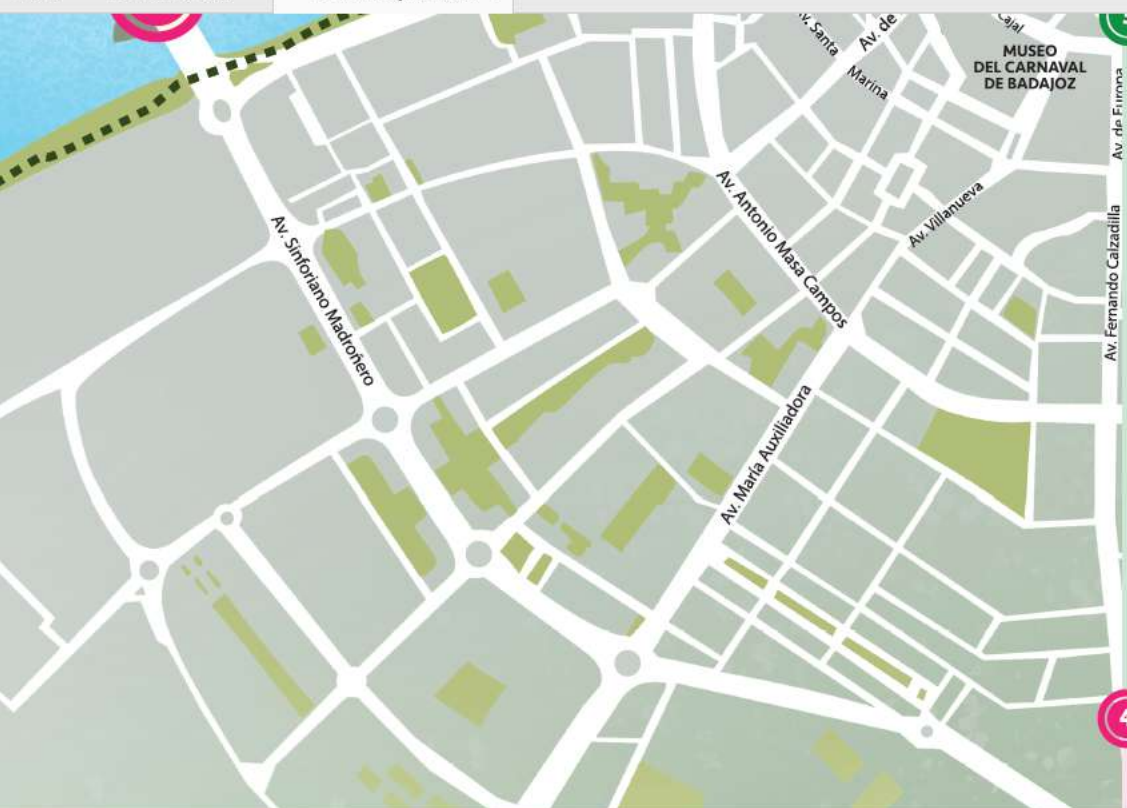 Av. Santa
Marina
Av. de
Cajal
MUSEO
DEL CARNAVAL
DE BADAJOZ
Av. de Europa
Av. Antonio Masa Campos
Av. Villanueva
Av. Fernando Calzadilla
Av. Sinforiano Madroñero
Av. María Auxiliadora
4